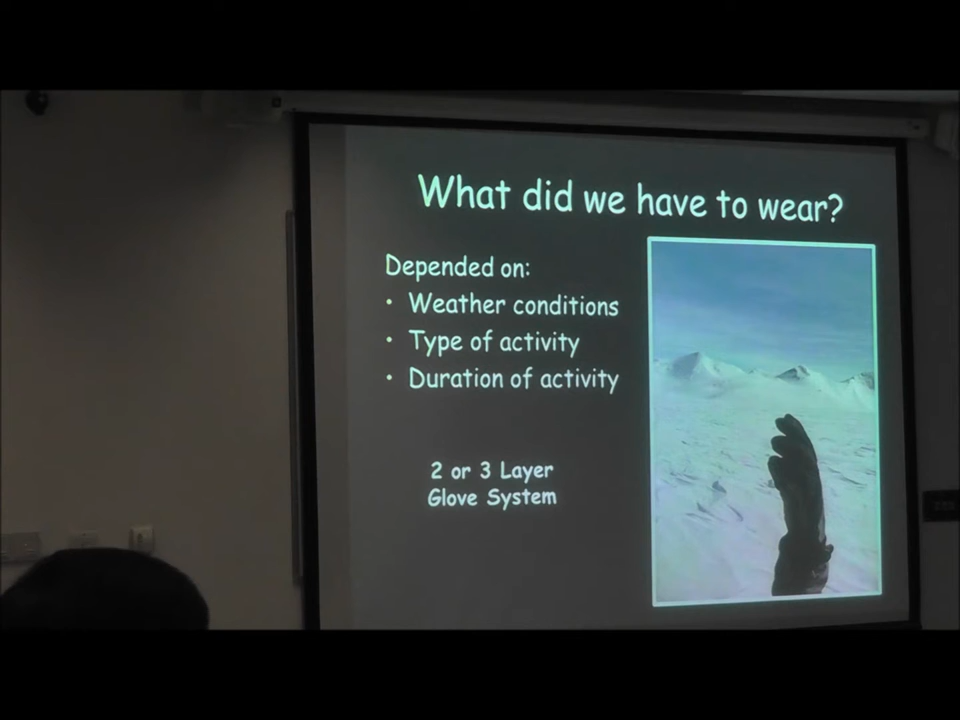 What did we have to wear?
Depended on:
• Weather conditions
• Type of activity
• Duration of activity
2 or 3 Layer
Glove System